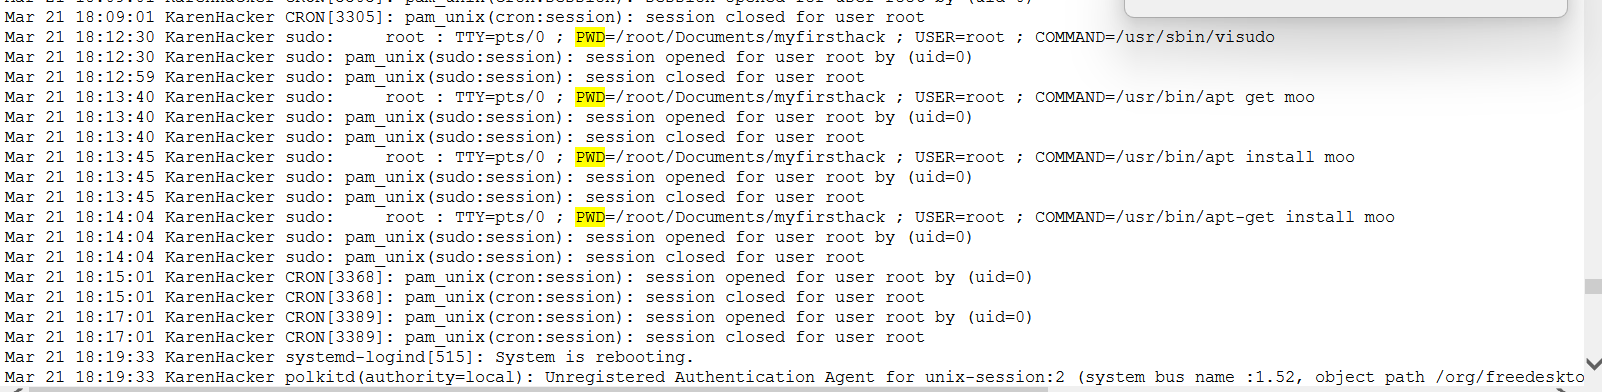 Mar 21 18:09:01 KarenHacker CRON[3305]: pam_unix(cron:session): session closed for user root
Mar 21 18:12:30 KarenHacker sudo:     root : TTY=pts/0 ; PWD=/root/Documents/myfirsthack ; USER=root ; COMMAND=/usr/sbin/visudo
Mar 21 18:12:30 KarenHacker sudo: pam_unix(sudo:session): session opened for user root by (uid=0)
Mar 21 18:12:59 KarenHacker sudo: pam_unix(sudo:session): session closed for user root
Mar 21 18:13:40 KarenHacker sudo:     root : TTY=pts/0 ; PWD=/root/Documents/myfirsthack ; USER=root ; COMMAND=/usr/bin/apt get moo
Mar 21 18:13:40 KarenHacker sudo: pam_unix(sudo:session): session opened for user root by (uid=0)
Mar 21 18:13:40 KarenHacker sudo: pam_unix(sudo:session): session closed for user root
Mar 21 18:13:45 KarenHacker sudo:     root : TTY=pts/0 ; PWD=/root/Documents/myfirsthack ; USER=root ; COMMAND=/usr/bin/apt install moo
Mar 21 18:13:45 KarenHacker sudo: pam_unix(sudo:session): session opened for user root by (uid=0)
Mar 21 18:13:45 KarenHacker sudo: pam_unix(sudo:session): session closed for user root
Mar 21 18:14:04 KarenHacker sudo:     root : TTY=pts/0 ; PWD=/root/Documents/myfirsthack ; USER=root ; COMMAND=/usr/bin/apt-get install moo
Mar 21 18:14:04 KarenHacker sudo: pam_unix(sudo:session): session opened for user root by (uid=0)
Mar 21 18:14:04 KarenHacker sudo: pam_unix(sudo:session): session closed for user root
Mar 21 18:15:01 KarenHacker CRON[3368]: pam_unix(cron:session): session opened for user root by (uid=0)
Mar 21 18:15:01 KarenHacker CRON[3368]: pam_unix(cron:session): session closed for user root
Mar 21 18:17:01 KarenHacker CRON[3389]: pam_unix(cron:session): session opened for user root by (uid=0)
Mar 21 18:17:01 KarenHacker CRON[3389]: pam_unix(cron:session): session closed for user root
Mar 21 18:19:33 KarenHacker systemd-logind[515]: System is rebooting.
Mar 21 18:19:33 KarenHacker polkitd(authority=local): Unregistered Authentication Agent for unix-session:2 (system bus name :1.52, object path /org/freedeskto